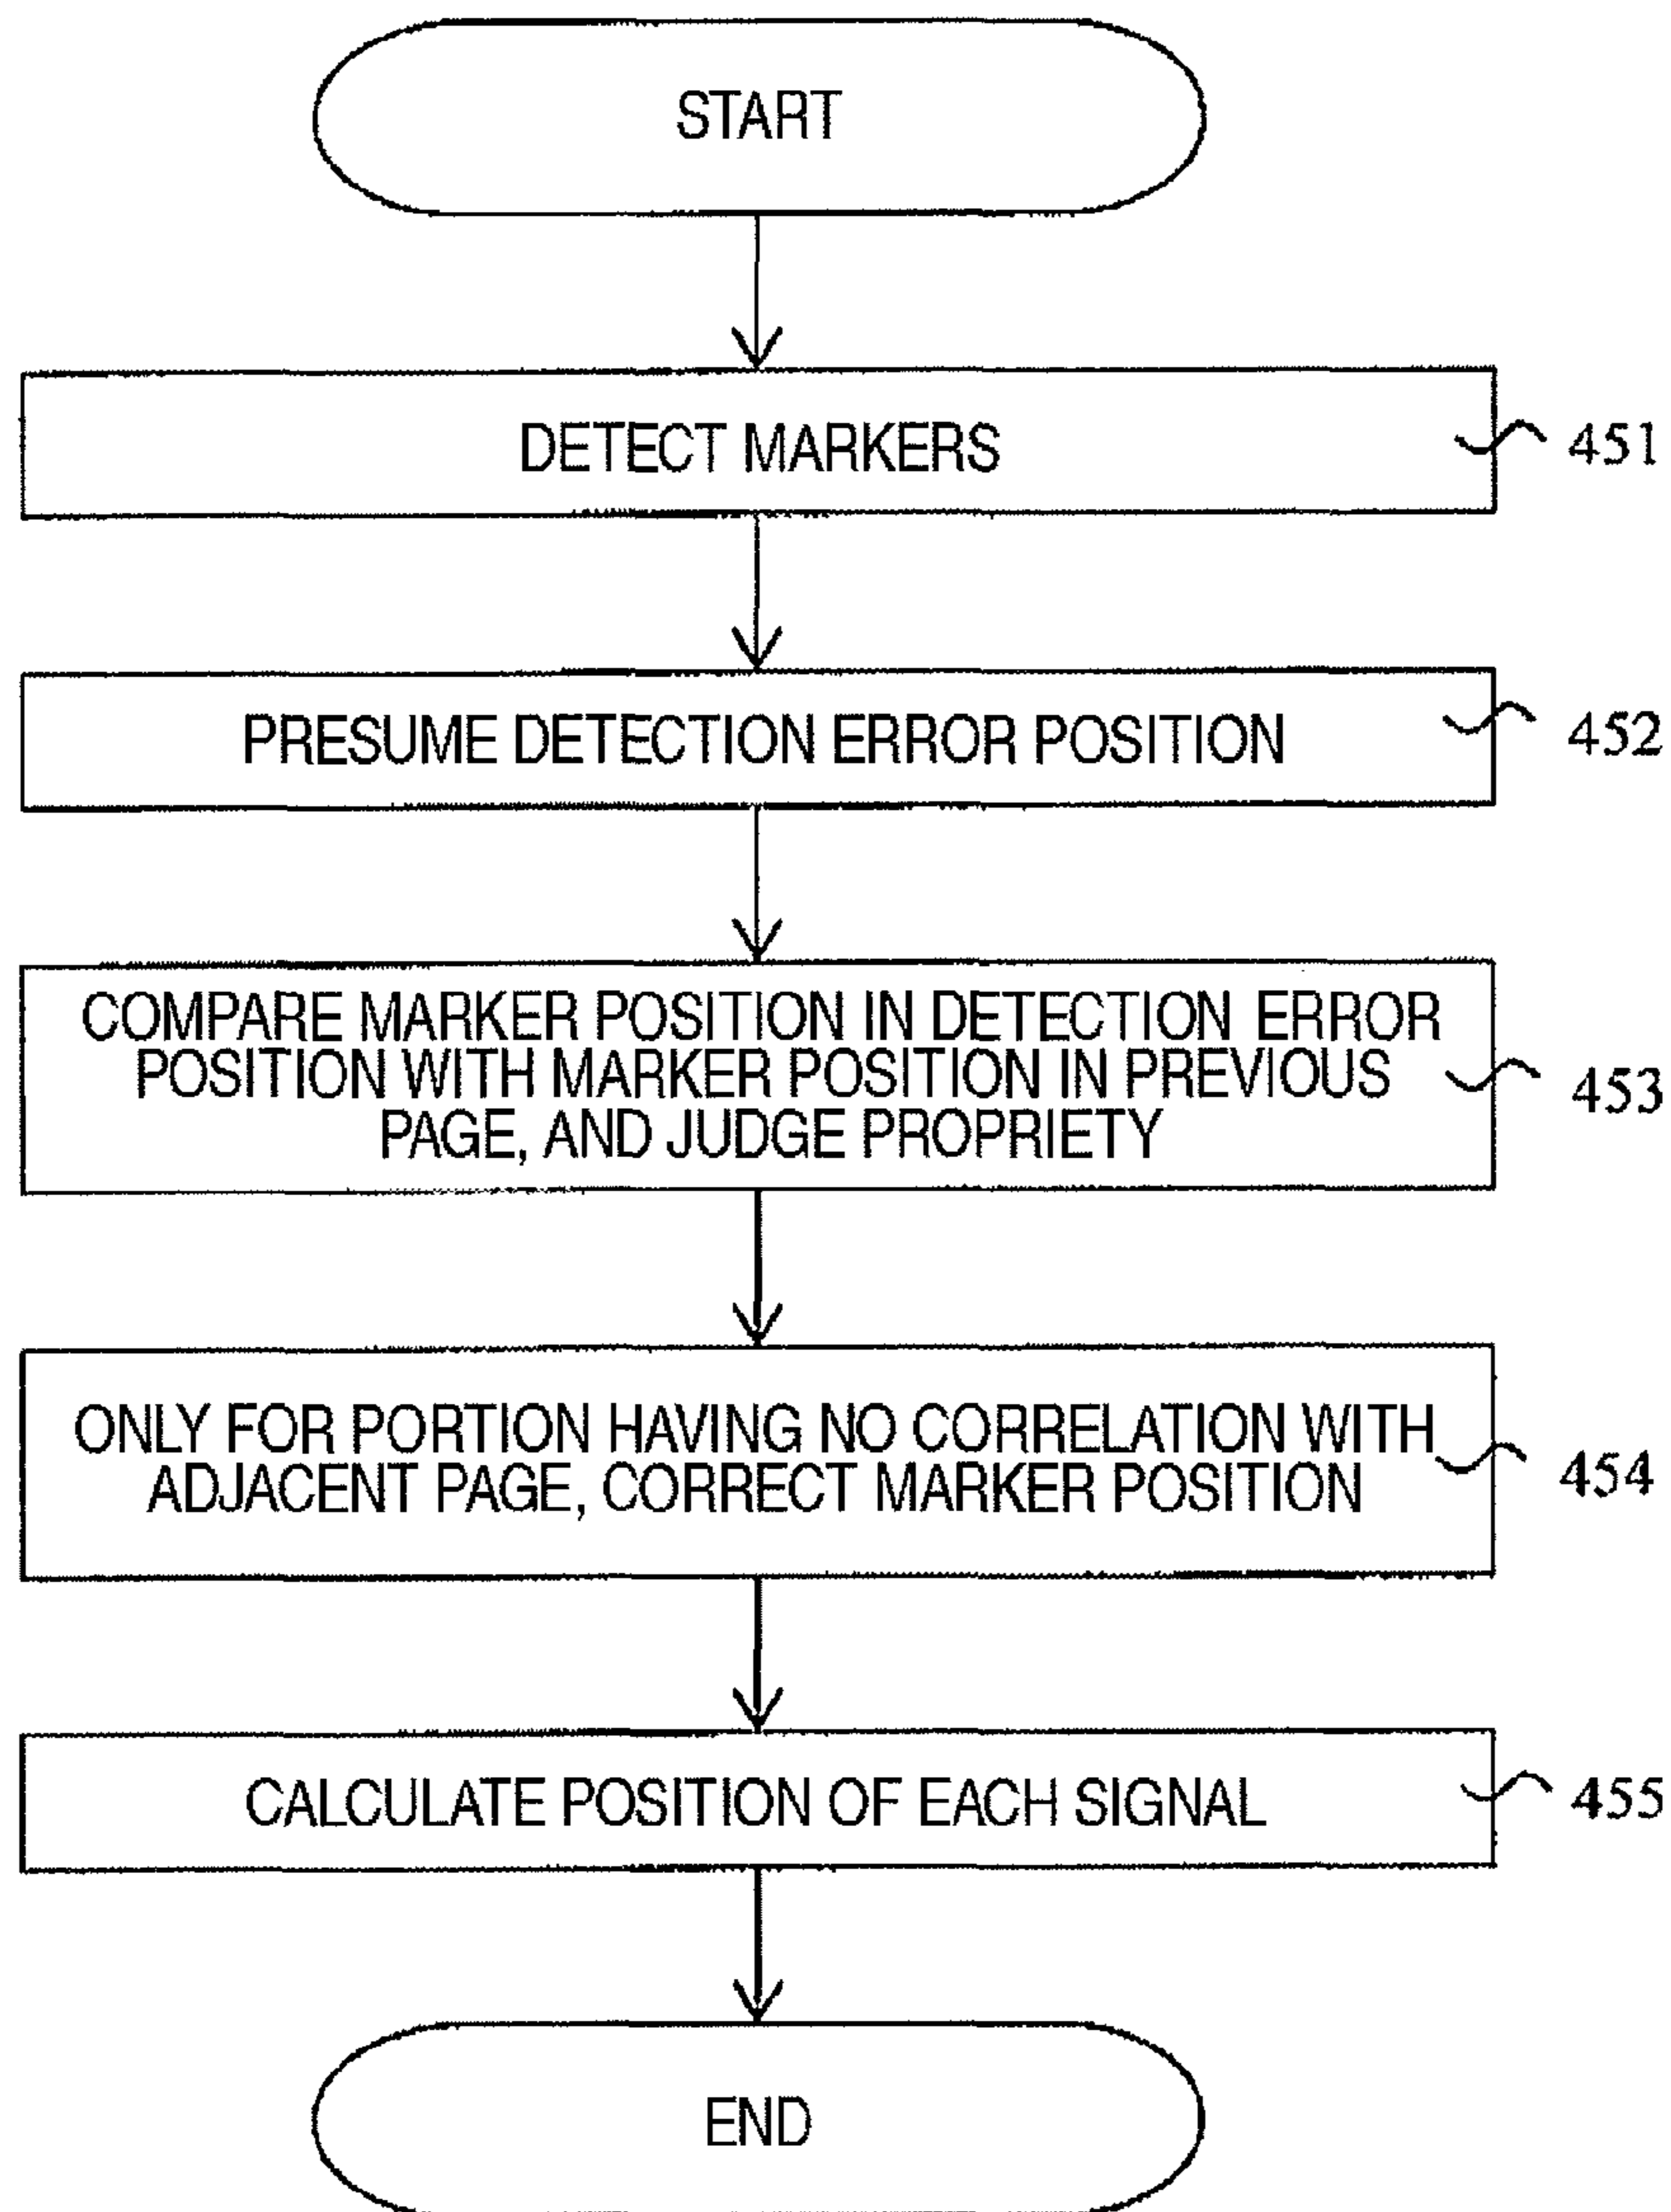 START
DETECT MARKERS
451
PRESUME DETECTION ERROR POSITION
452
COMPARE MARKER POSITION IN DETECTION ERROR
POSITION WITH MARKER POSITION IN PREVIOUS
PAGE, AND JUDGE PROPRIETY
453
ONLY FOR PORTION HAVING NO CORRELATION WITH
ADJACENT PAGE, CORRECT MARKER POSITION
454
CALCULATE POSITION OF EACH SIGNAL
455
END